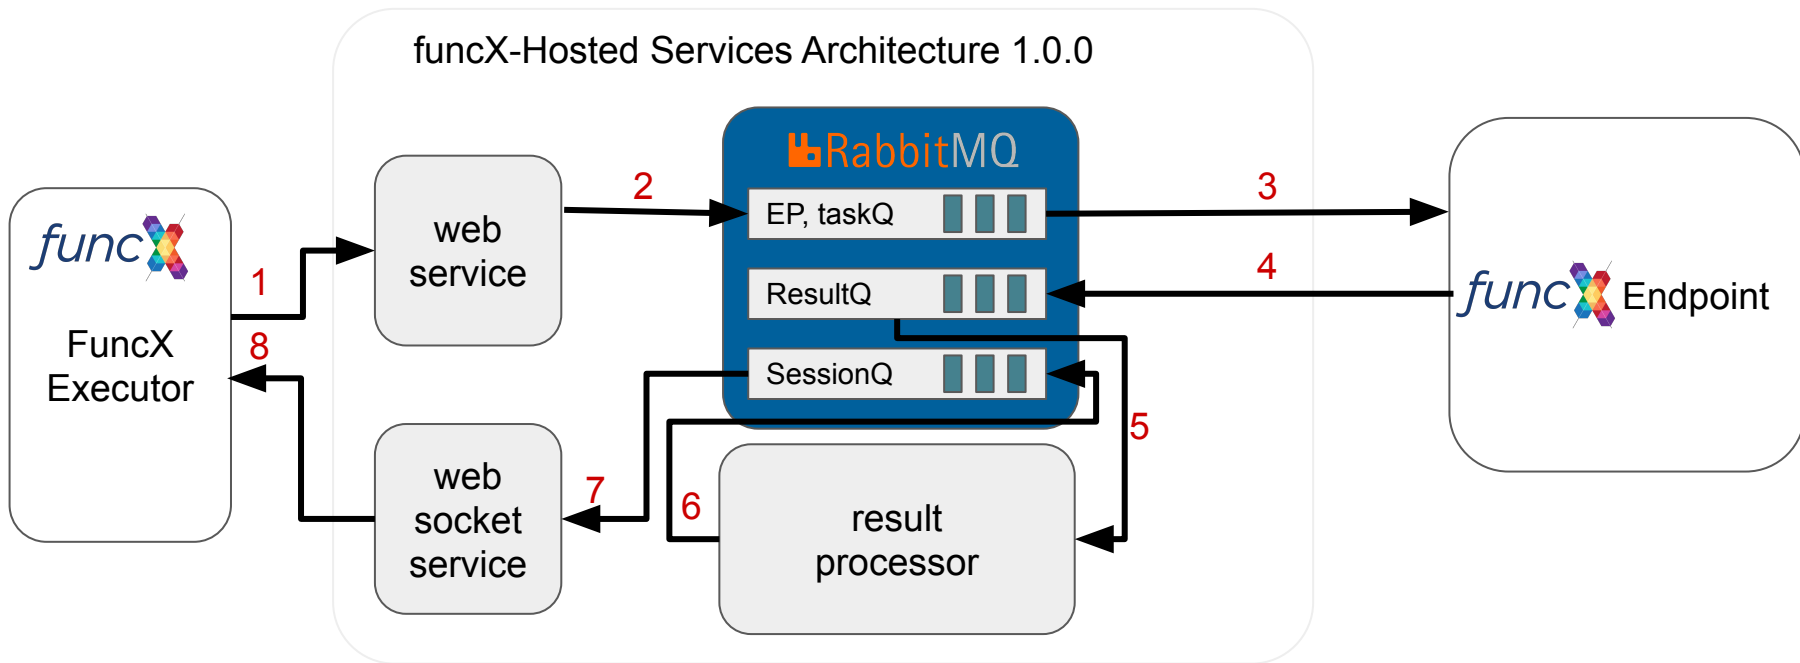 funcX-Hosted Services Architecture 1.0.0
RabbitMQ
2
3
EP, taskQ
web
service
funcX
1
4
ResultQ
funcX Endpoint
FuncX
Executor
8
SessionQ
5
7
6
web
socket
service
result
processor